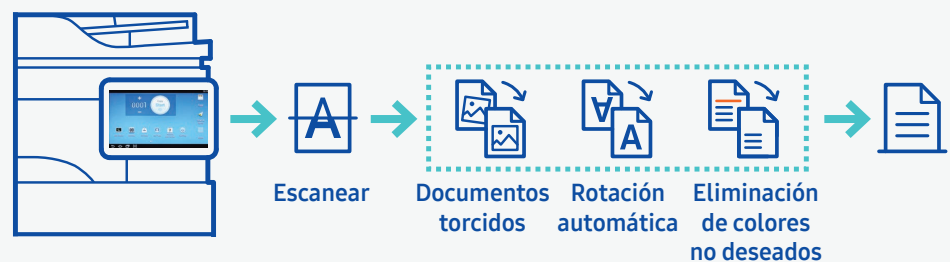 Escanear
Documentos
torcidos
Rotación
automática
Eliminación
de colores
no deseados
A
A
A